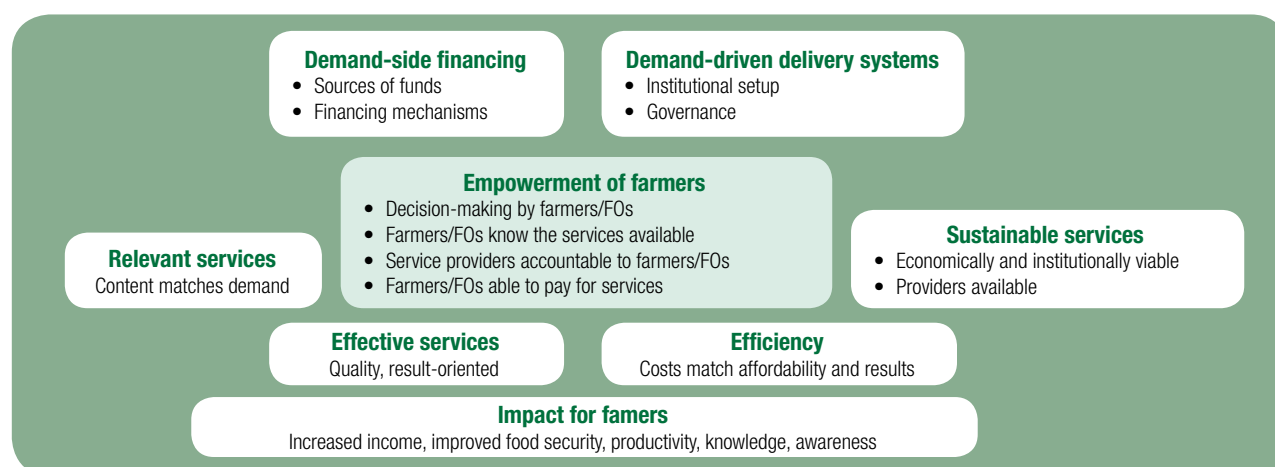 Demand-side financing
• Sources of funds
• Financing mechanisms
Demand-driven delivery systems
• Institutional setup
• Governance
Empowerment of farmers
• Decision-making by farmers/FOs
• Farmers/FOs know the services available
• Service providers accountable to farmers/FOs
• Farmers/FOs able to pay for services
Relevant services
Content matches demand
Sustainable services
• Economically and institutionally viable
• Providers available
Effective services
Quality, result-oriented
Efficiency
Costs match affordability and results
Impact for famers
Increased income, improved food security, productivity, knowledge, awareness